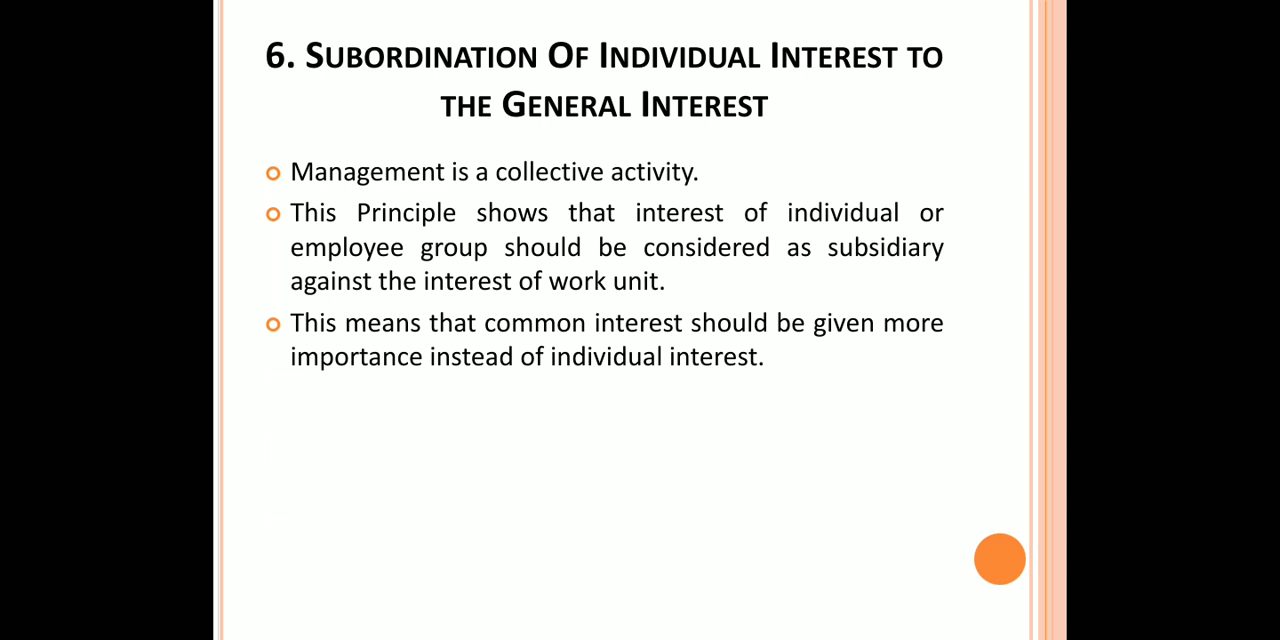 6. Subordination Of Individual Interest to
the General Interest
Management is a collective activity.
This Principle shows that interest of individual or
employee group should be considered as subsidiary
against the interest of work unit.
This means that common interest should be given more
importance instead of individual interest.